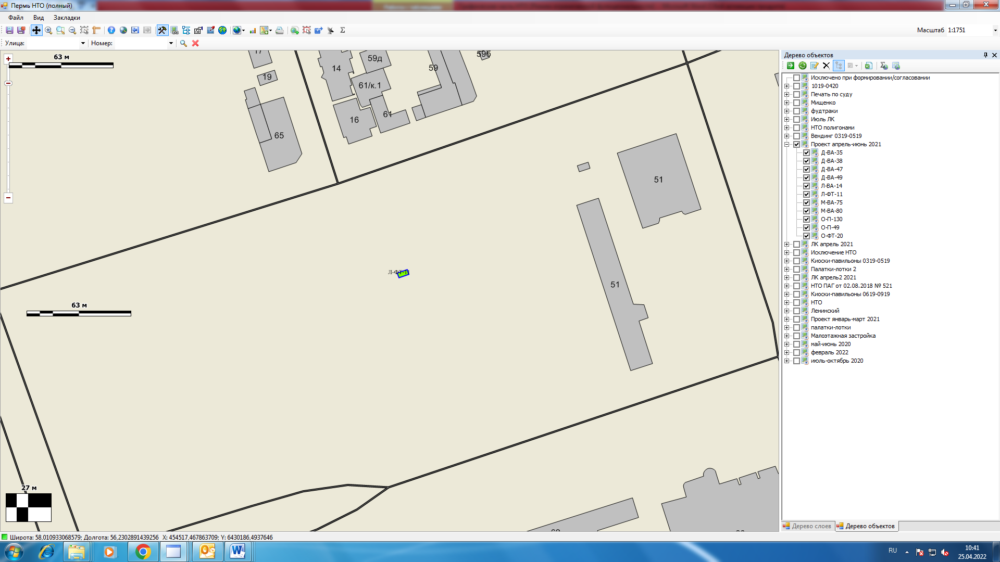 Пермь НТО (полный)
Файл Вид Закладки
Масштаб 1:1751
Улица: Номер:
63 м
17
19
14
59д
59
59б
61/к.1
61
16
65
51
51
Л-ФТ-11
63 м
27 м
Дерево объектов
Исключено при формировании/согласовании
1019-0420
Печать по суду
Мищенко
фудтраки
Июль ЛК
НТО полигонами
Вендинг 0319-0519
Проект апрель-июнь 2021
Д-ВА-35
Д-ВА-38
Д-ВА-47
Д-ВА-49
Л-ВА-14
Л-ФТ-11
М-ВА-75
М-ВА-80
О-П-130
О-П-49
О-ФТ-20
ЛК апрель 2021
Исключение НТО
Киоски-павильоны 0319-0519
Палатки-лотки 2
ЛК апрель2 2021
НТО ПАГ от 02.08.2018 № 521
Киоски-павильоны 0619-0919
НТО
Ленинский
Проект январь-март 2021
палатки-лотки
Малоэтажная застройка
май-июнь 2020
февраль 2022
июль-октябрь 2020
Дерево слоев Дерево объектов
Широта: 58,010933068579; Долгота: 56,2302891439256 X: 454517,467863709; Y: 6430186,4937646
RU
10:41
25.04.2022